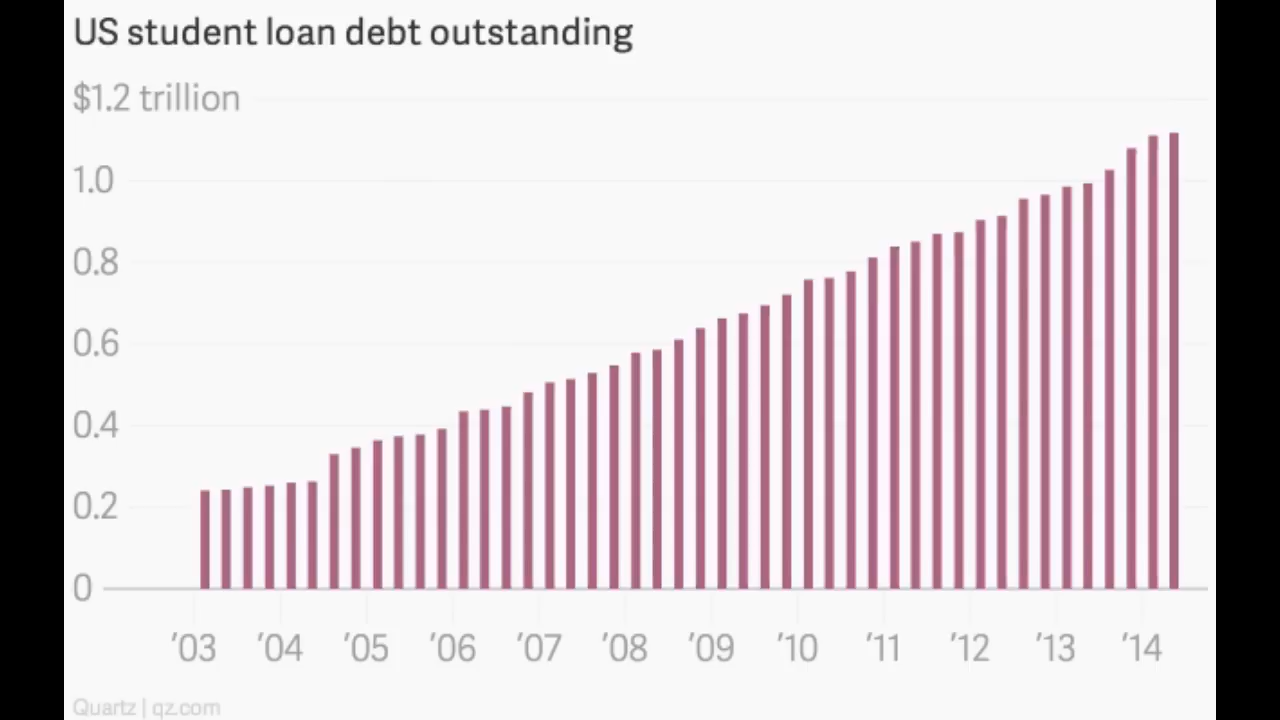 US student loan debt outstanding
$1.2 trillion
1.0
0.8
0.6
0.4
0.2
0
’03 ’04 ’05 ’06 ’07 ’08 ’09 ’10 ’11 ’12 ’13 ’14
Quartz | qz.com